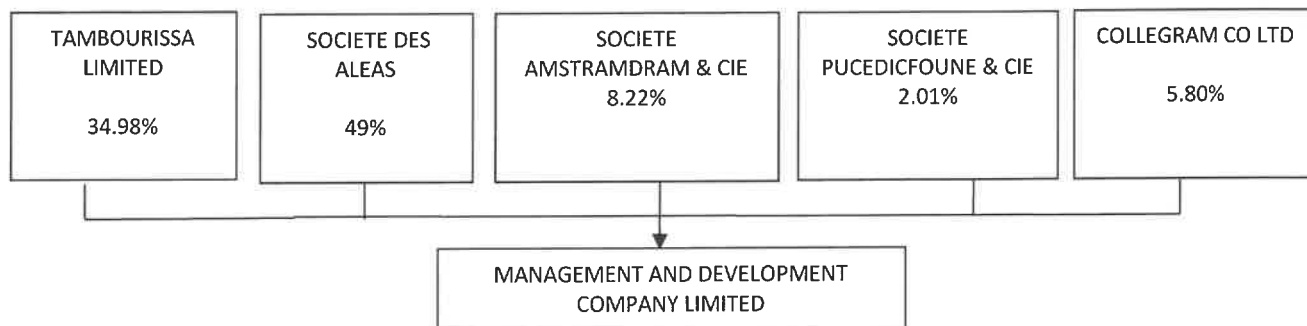 TAMBOURISSA
LIMITED
34.98%
SOCIETE DES
ALEAS
49%
SOCIETE
AMSTRAMDRAM & CIE
8.22%
SOCIETE
PUCEDICFOUNE & CIE
2.01%
COLLEGRAM CO LTD
5.80%
MANAGEMENT AND DEVELOPMENT
COMPANY LIMITED